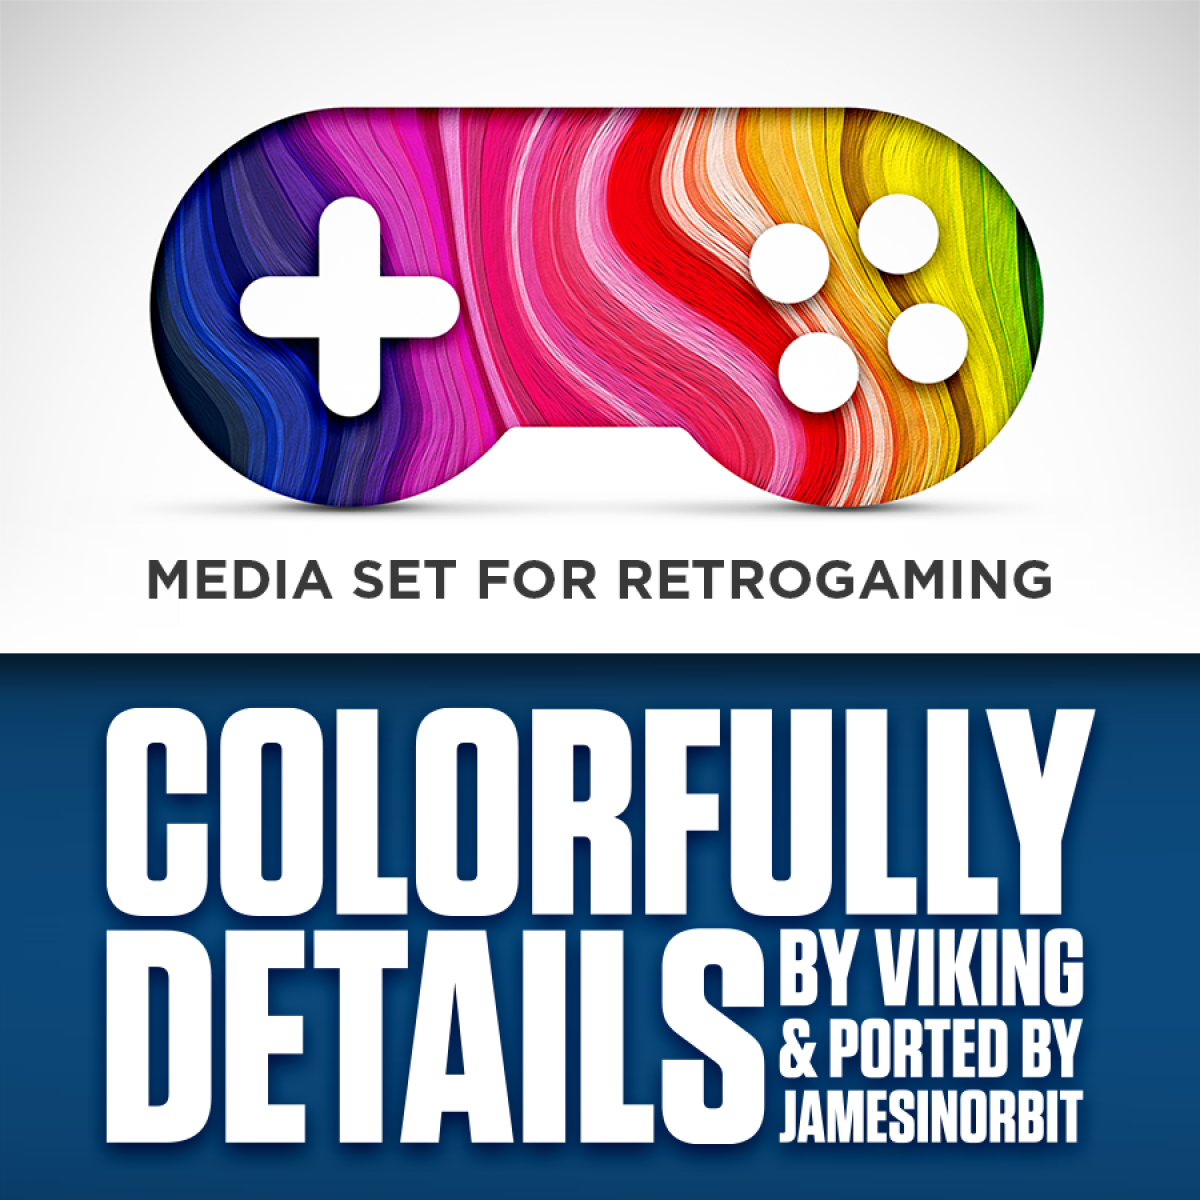 MEDIA SET FOR RETROGAMING
COLORFULLY
DETAILS
BY VIKING
& PORTED BY
JAMESINORBIT